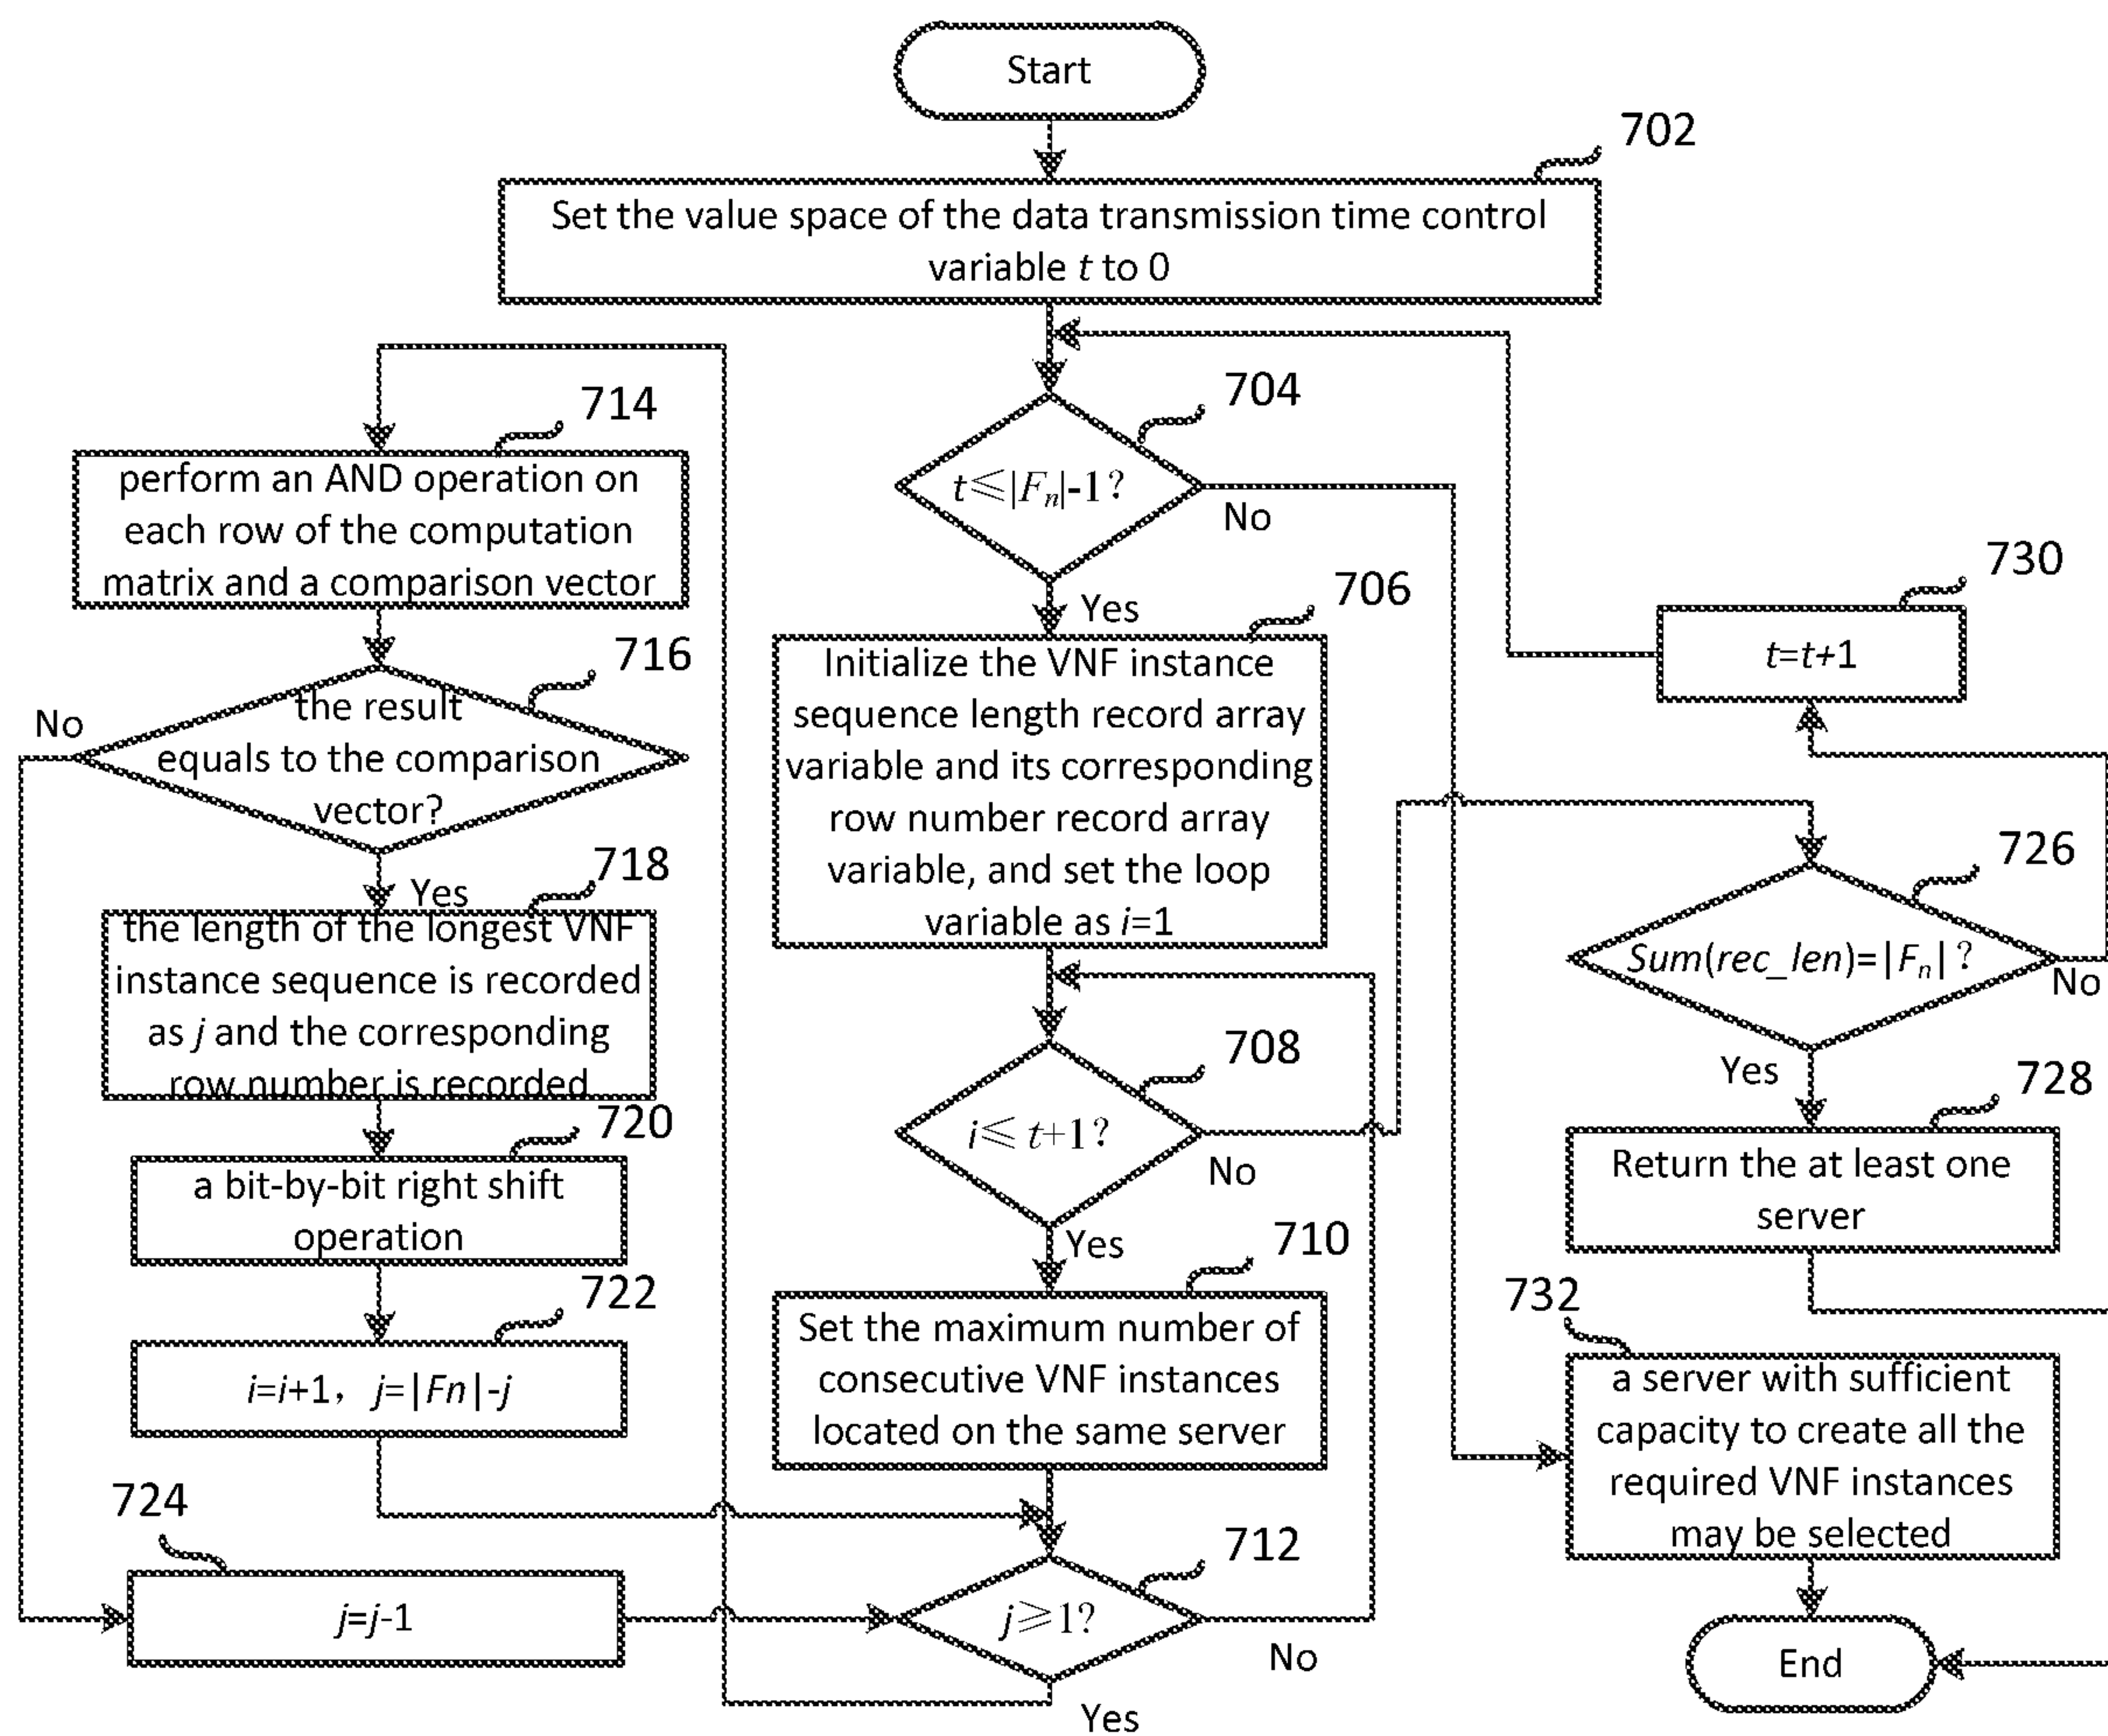 Start
702
Set the value space of the data transmission time control
variable t to 0
704
t≤|Fn|-1?
No
Yes
706
Initialize the VNF instance
sequence length record array
variable and its corresponding
row number record array
variable, and set the loop
variable as i=1
708
i≤ t+1?
No
Yes
710
Set the maximum number of
consecutive VNF instances
located on the same server
712
j≥1?
No
Yes
714
perform an AND operation on
each row of the computation
matrix and a comparison vector
716
the result
equals to the comparison
vector?
No
Yes
718
the length of the longest VNF
instance sequence is recorded
as j and the corresponding
row number is recorded
720
a bit-by-bit right shift
operation
722
i=i+1, j=|Fn|-j
724
j=j-1
730
t=t+1
726
Sum(rec_len)=|Fn|?
No
Yes
728
Return the at least one
server
732
a server with sufficient
capacity to create all the
required VNF instances
may be selected
End